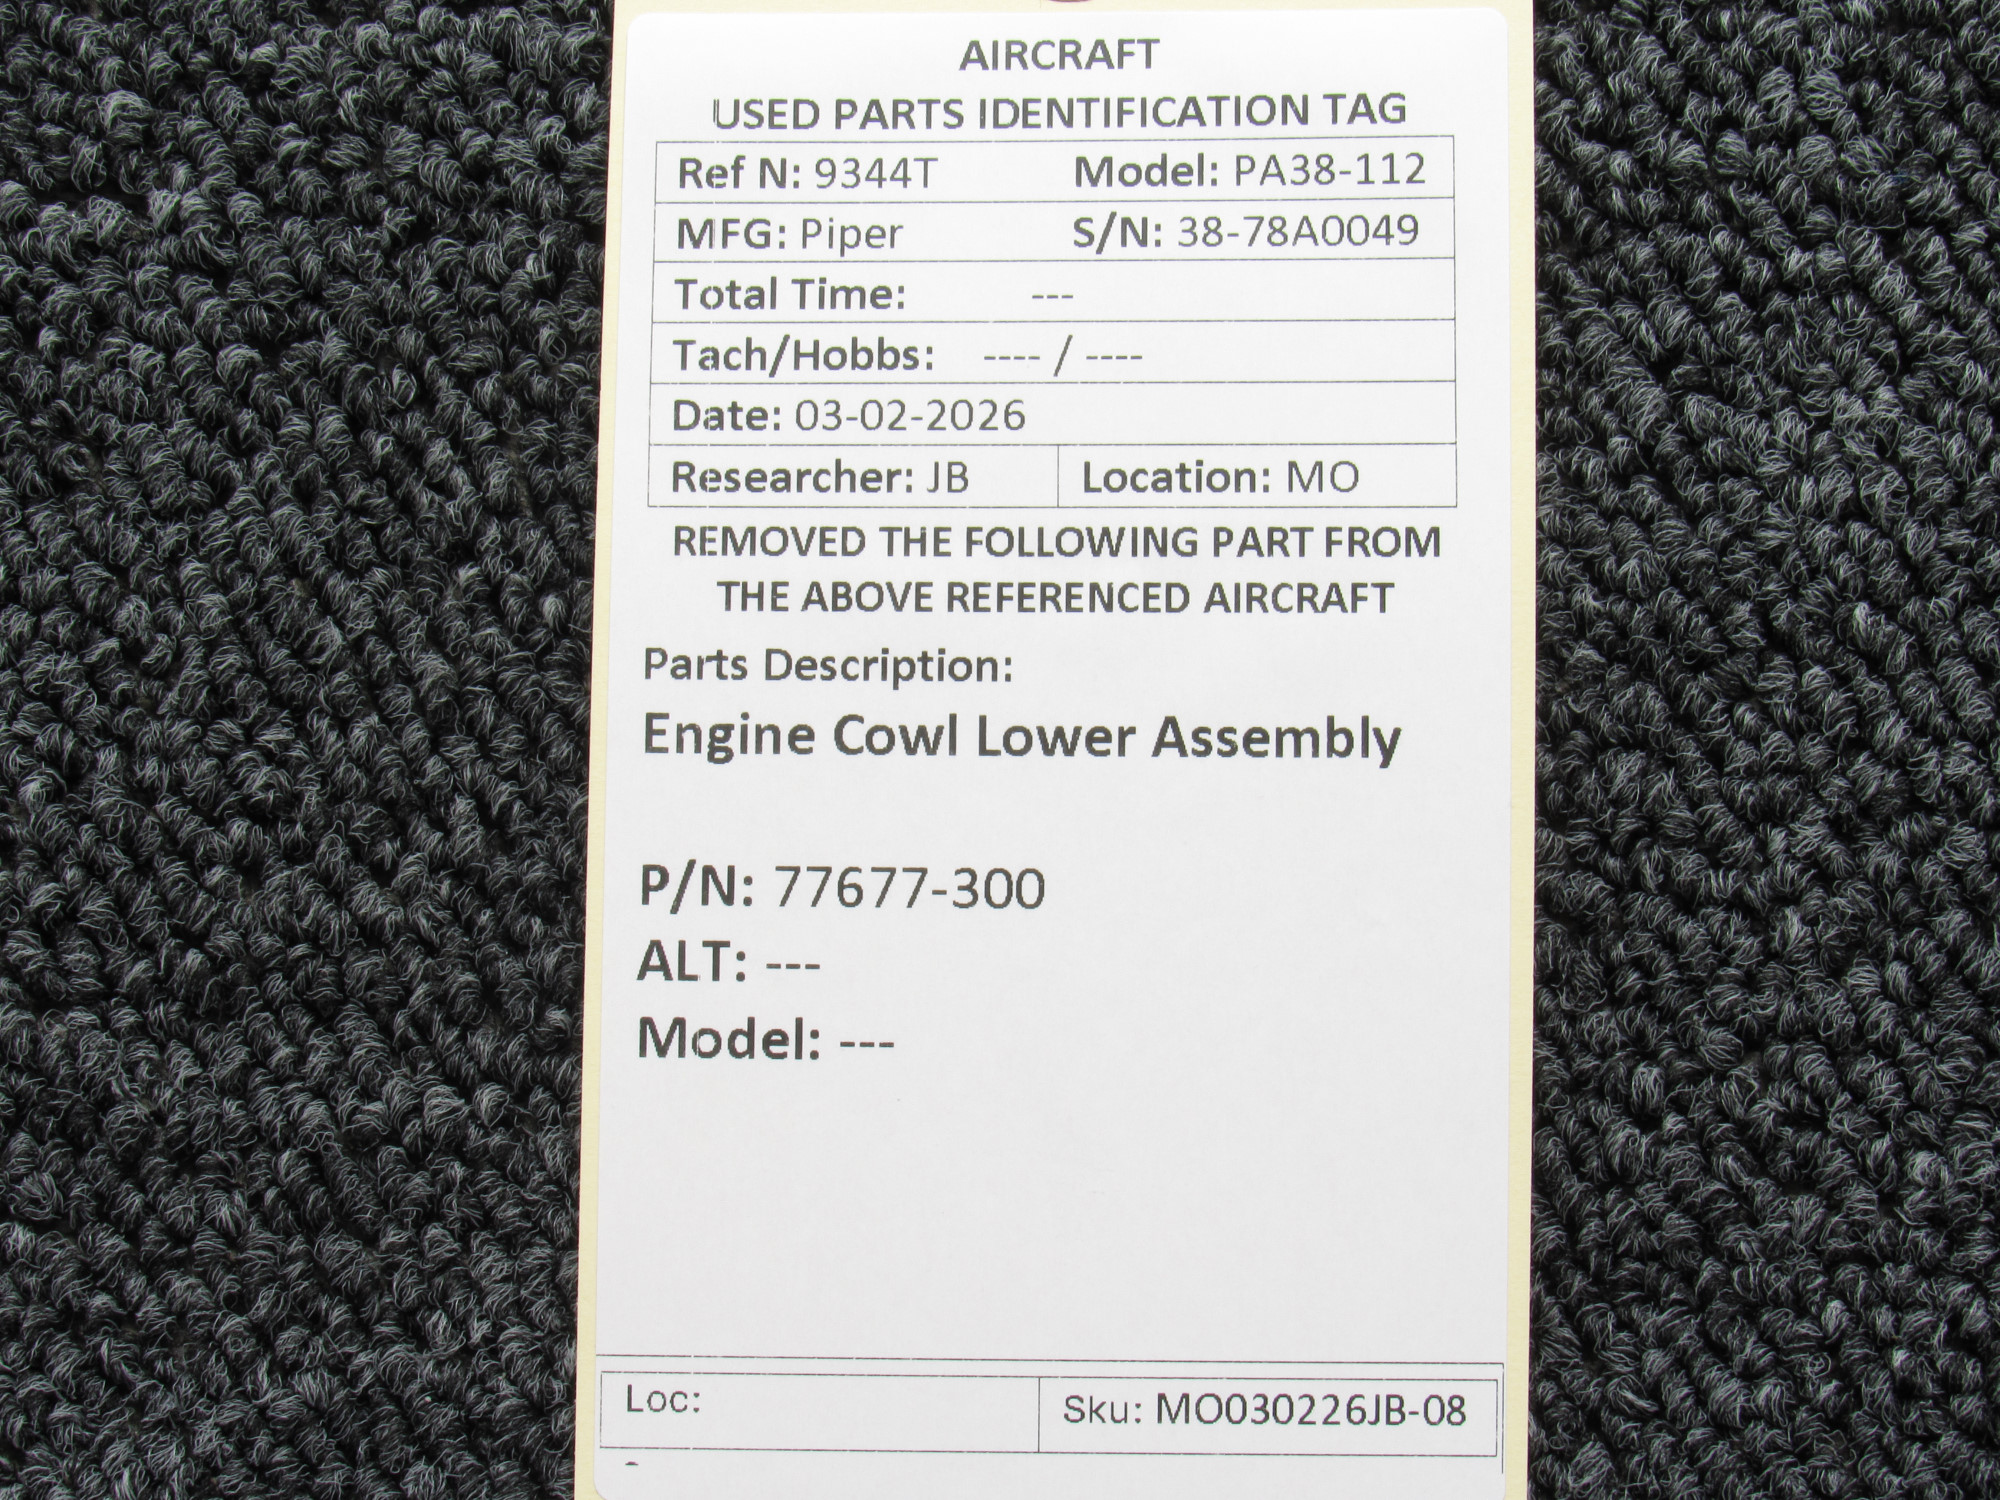 AIRCRAFT
USED PARTS IDENTIFICATION TAG
Ref N: 9344T Model: PA38-112
MFG: Piper S/N: 38-78A0049
Total Time: ---
Tach/Hobbs: ---- / ----
Date: 03-02-2026
Researcher: JB Location: MO
REMOVED THE FOLLOWING PART FROM
THE ABOVE REFERENCED AIRCRAFT
Parts Description:
Engine Cowl Lower Assembly
P/N: 77677-300
ALT: ---
Model: ---
Loc: Sku: MO030226JB-08